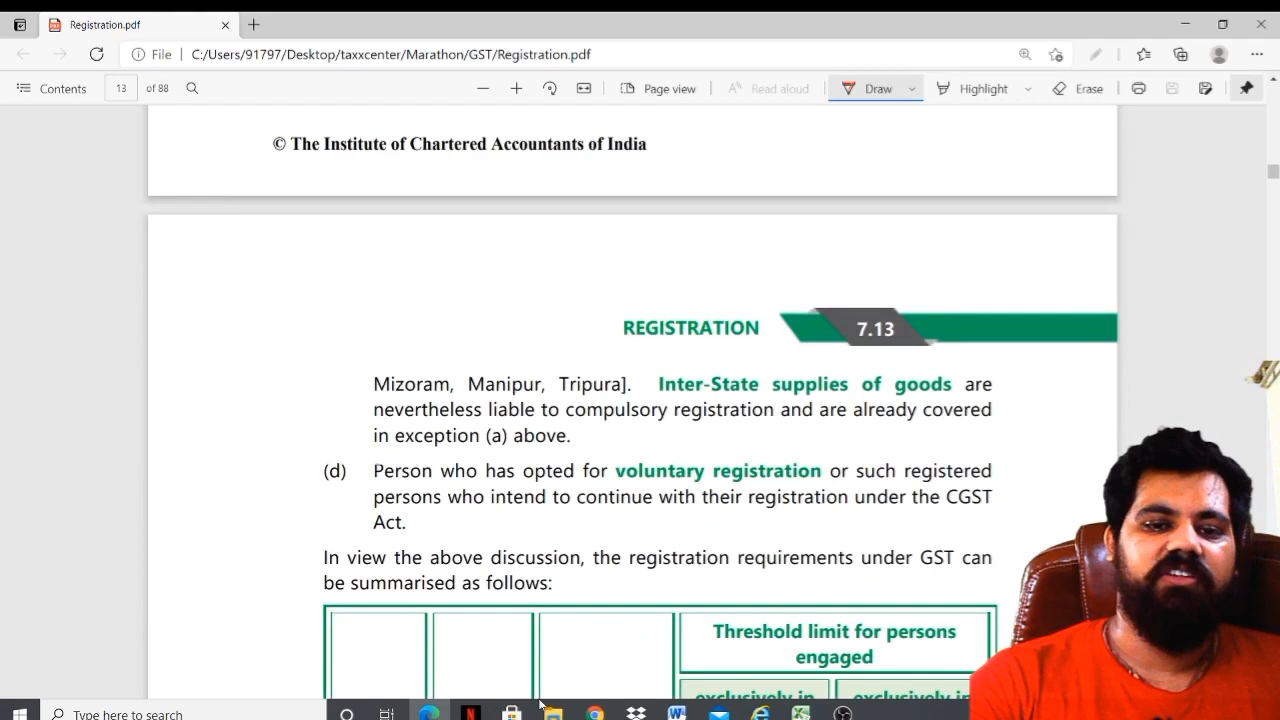 Registration.pdf
File
C:/Users/91797/Desktop/taxxcenter/Marathon/GST/Registration.pdf
Contents
13
of 88
Page view
Read aloud
Draw
Highlight
Erase
© The Institute of Chartered Accountants of India
REGISTRATION 7.13
Mizoram, Manipur, Tripura]. Inter-State supplies of goods are
nevertheless liable to compulsory registration and are already covered
in exception (a) above.
(d) Person who has opted for voluntary registration or such registered
persons who intend to continue with their registration under the CGST
Act.
In view the above discussion, the registration requirements under GST can
be summarised as follows:
Threshold limit for persons
engaged
exclusively in exclusively in
Type here to search